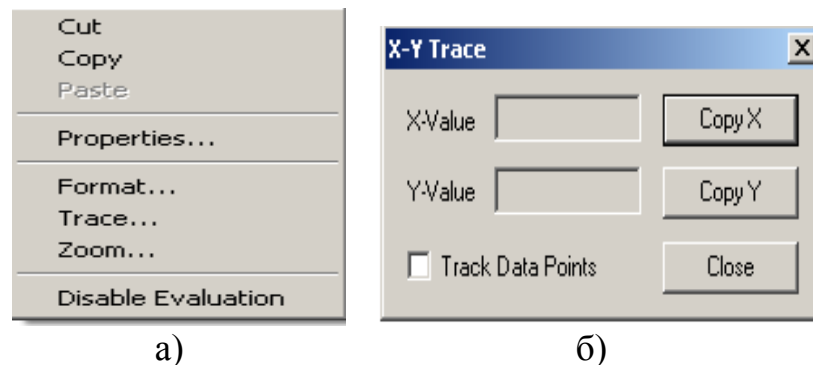 Cut
Copy
Paste
Properties...
Format...
Trace...
Zoom...
Disable Evaluation
а)
X-Y Trace
X-Value
Copy X
Y-Value
Copy Y
Track Data Points
Close
б)